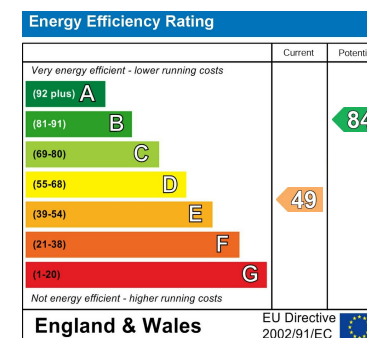 Energy Efficiency Rating
Current
Very energy efficient - lower running costs
(92 plus) A
(81-91) B
84
(69-80) C
(55-68) D
49
(39-54) E
(21-38) F
(1-20) G
Not energy efficient - higher running costs
England & Wales
EU Directive
2002/91/EC